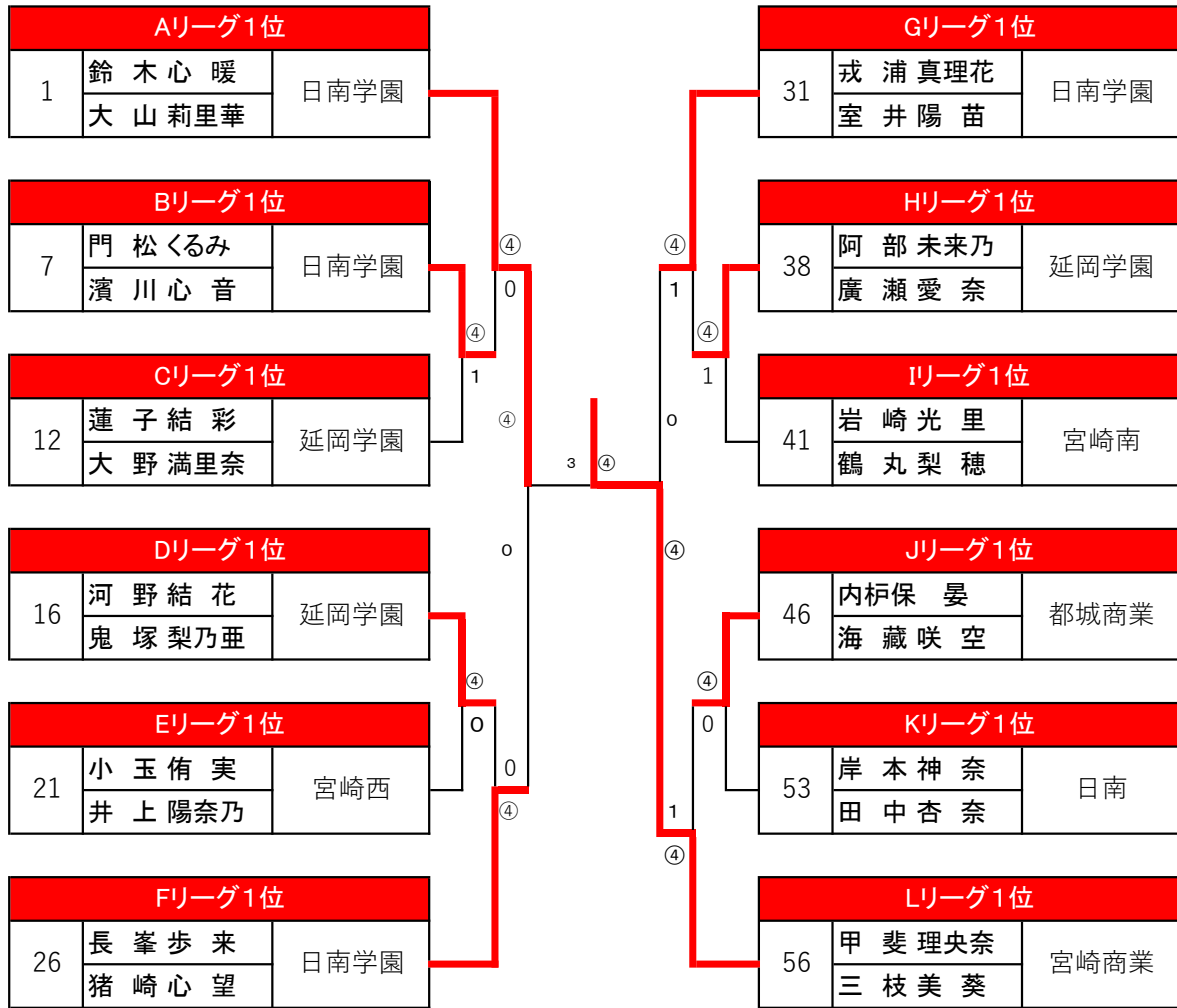 Aリーグ1位
1
鈴 木 心 暖
大 山 莉里華
日南学園
Bリーグ1位
7
門 松 くるみ
濱 川 心 音
日南学園
Cリーグ1位
12
蓮 子 結 彩
大 野 満里奈
延岡学園
Dリーグ1位
16
河 野 結 花
鬼 塚 梨乃亜
延岡学園
Eリーグ1位
21
小 玉 侑 実
井 上 陽奈乃
宮崎西
Fリーグ1位
26
長 峯 歩 来
猪 崎 心 望
日南学園
④
0
④
1
④
0
④
0
0
④
3
④
④
1
④
1
0
④
④
0
1
④
Gリーグ1位
31
戎 浦 真理花
室 井 陽 苗
日南学園
Hリーグ1位
38
阿 部 未来乃
廣 瀬 愛 奈
延岡学園
Iリーグ1位
41
岩 崎 光 里
鶴 丸 梨 穂
宮崎南
Jリーグ1位
46
内枦保 晏
海 藏 咲 空
都城商業
Kリーグ1位
53
岸 本 神 奈
田 中 杏 奈
日南
Lリーグ1位
56
甲 斐 理央奈
三 枝 美 葵
宮崎商業